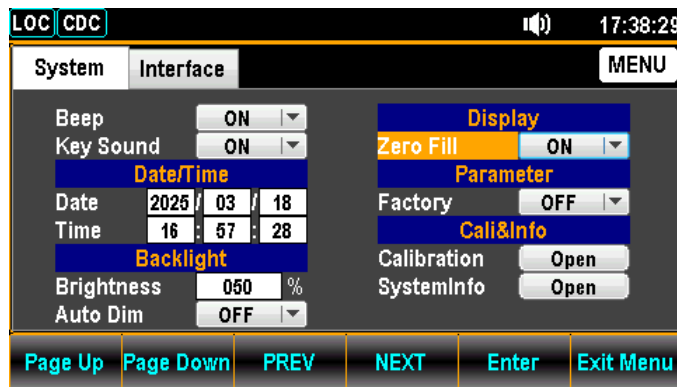 LOC CDC 17:38:29
System Interface MENU
Beep ON
Key Sound ON
Date/Time
Date 2025 / 03 / 18
Time 16 : 57 : 28
Backlight
Brightness 050 %
Auto Dim OFF
Display
Zero Fill ON
Parameter
Factory OFF
Cali&Info
Calibration Open
SystemInfo Open
Page Up Page Down PREV NEXT Enter Exit Menu